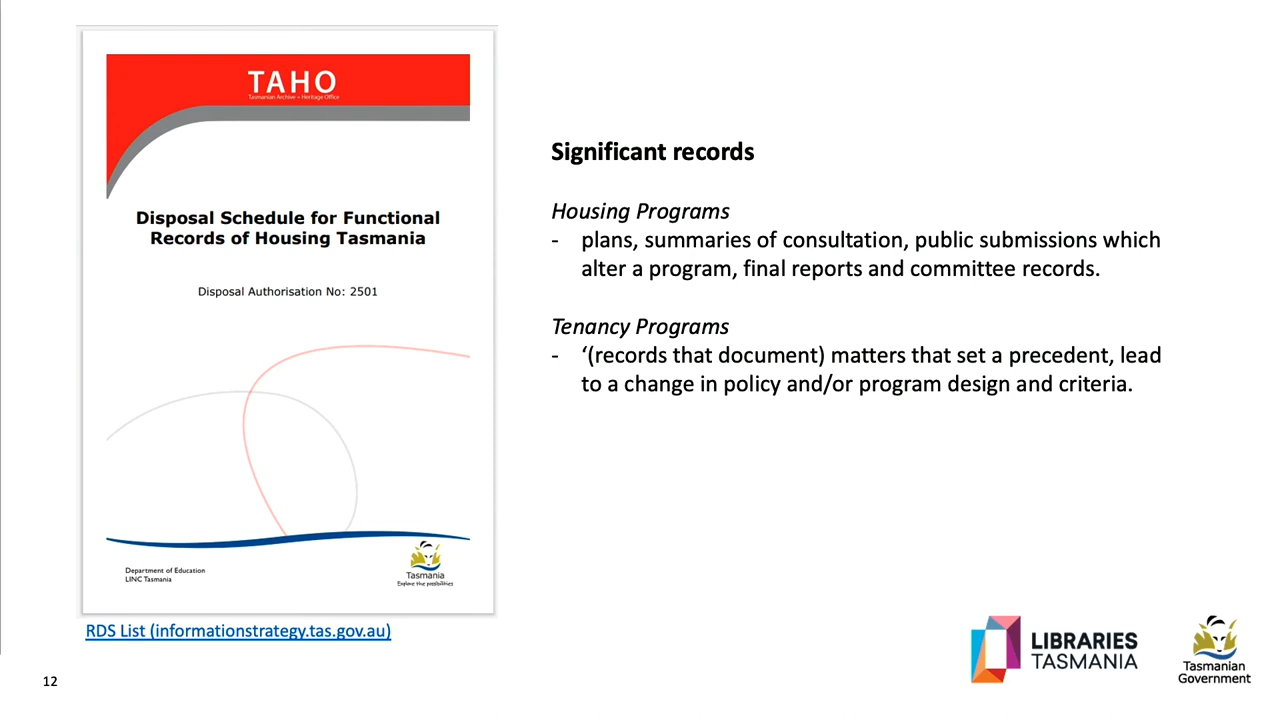 TAHO
Tasmanian Archive + Heritage Office
Disposal Schedule for Functional
Records of Housing Tasmania
Disposal Authorisation No: 2501
Department of Education
LINC Tasmania
Tasmania
Explore the possibilities
RDS List (informationstrategy.tas.gov.au)
Significant records
Housing Programs
- plans, summaries of consultation, public submissions which
alter a program, final reports and committee records.
Tenancy Programs
- ‘(records that document) matters that set a precedent, lead
to a change in policy and/or program design and criteria.
12
LIBRARIES
TASMANIA
Tasmanian
Government